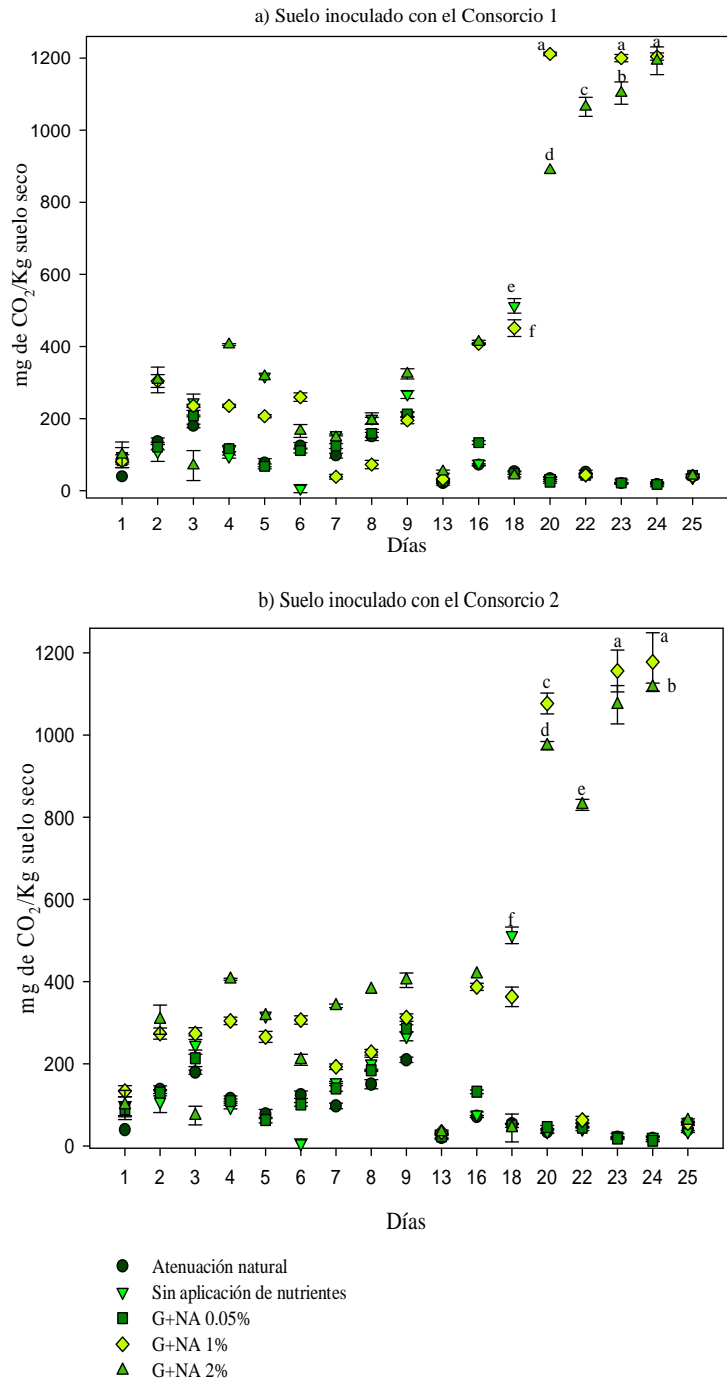 a) Suelo inoculado con el Consorcio 1
mg de CO2/Kg suelo seco
1200
1000
800
600
400
200
0
a
a
a
b
c
d
e
f
1 2 3 4 5 6 7 8 9 13 16 18 20 22 23 24 25
Días
b) Suelo inoculado con el Consorcio 2
mg de CO2/Kg suelo seco
1200
1000
800
600
400
200
0
a
a
c
b
d
e
f
1 2 3 4 5 6 7 8 9 13 16 18 20 22 23 24 25
Días
Atenuación natural
Sin aplicación de nutrientes
G+NA 0.05%
G+NA 1%
G+NA 2%